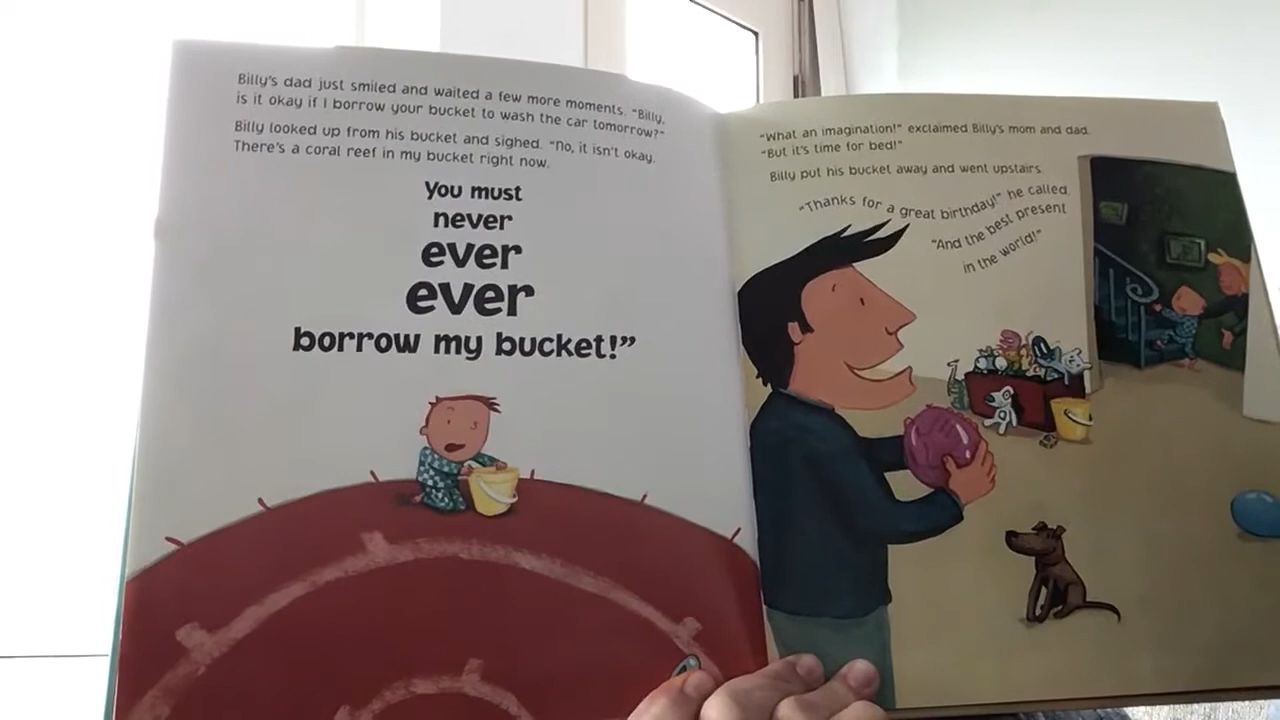 Billy's dad just smiled and waited a few more moments. "Billy,
is it okay if I borrow your bucket to wash the car tomorrow?"
Billy looked up from his bucket and sighed. "No, it isn't okay.
There's a coral reef in my bucket right now.
You must
never
ever
ever
borrow my bucket!"
"What an imagination!" exclaimed Billy's mom and dad.
"But it's time for bed!"
Billy put his bucket away and went upstairs.
"Thanks for a great birthday!" he called.
"And the best present
in the world!"